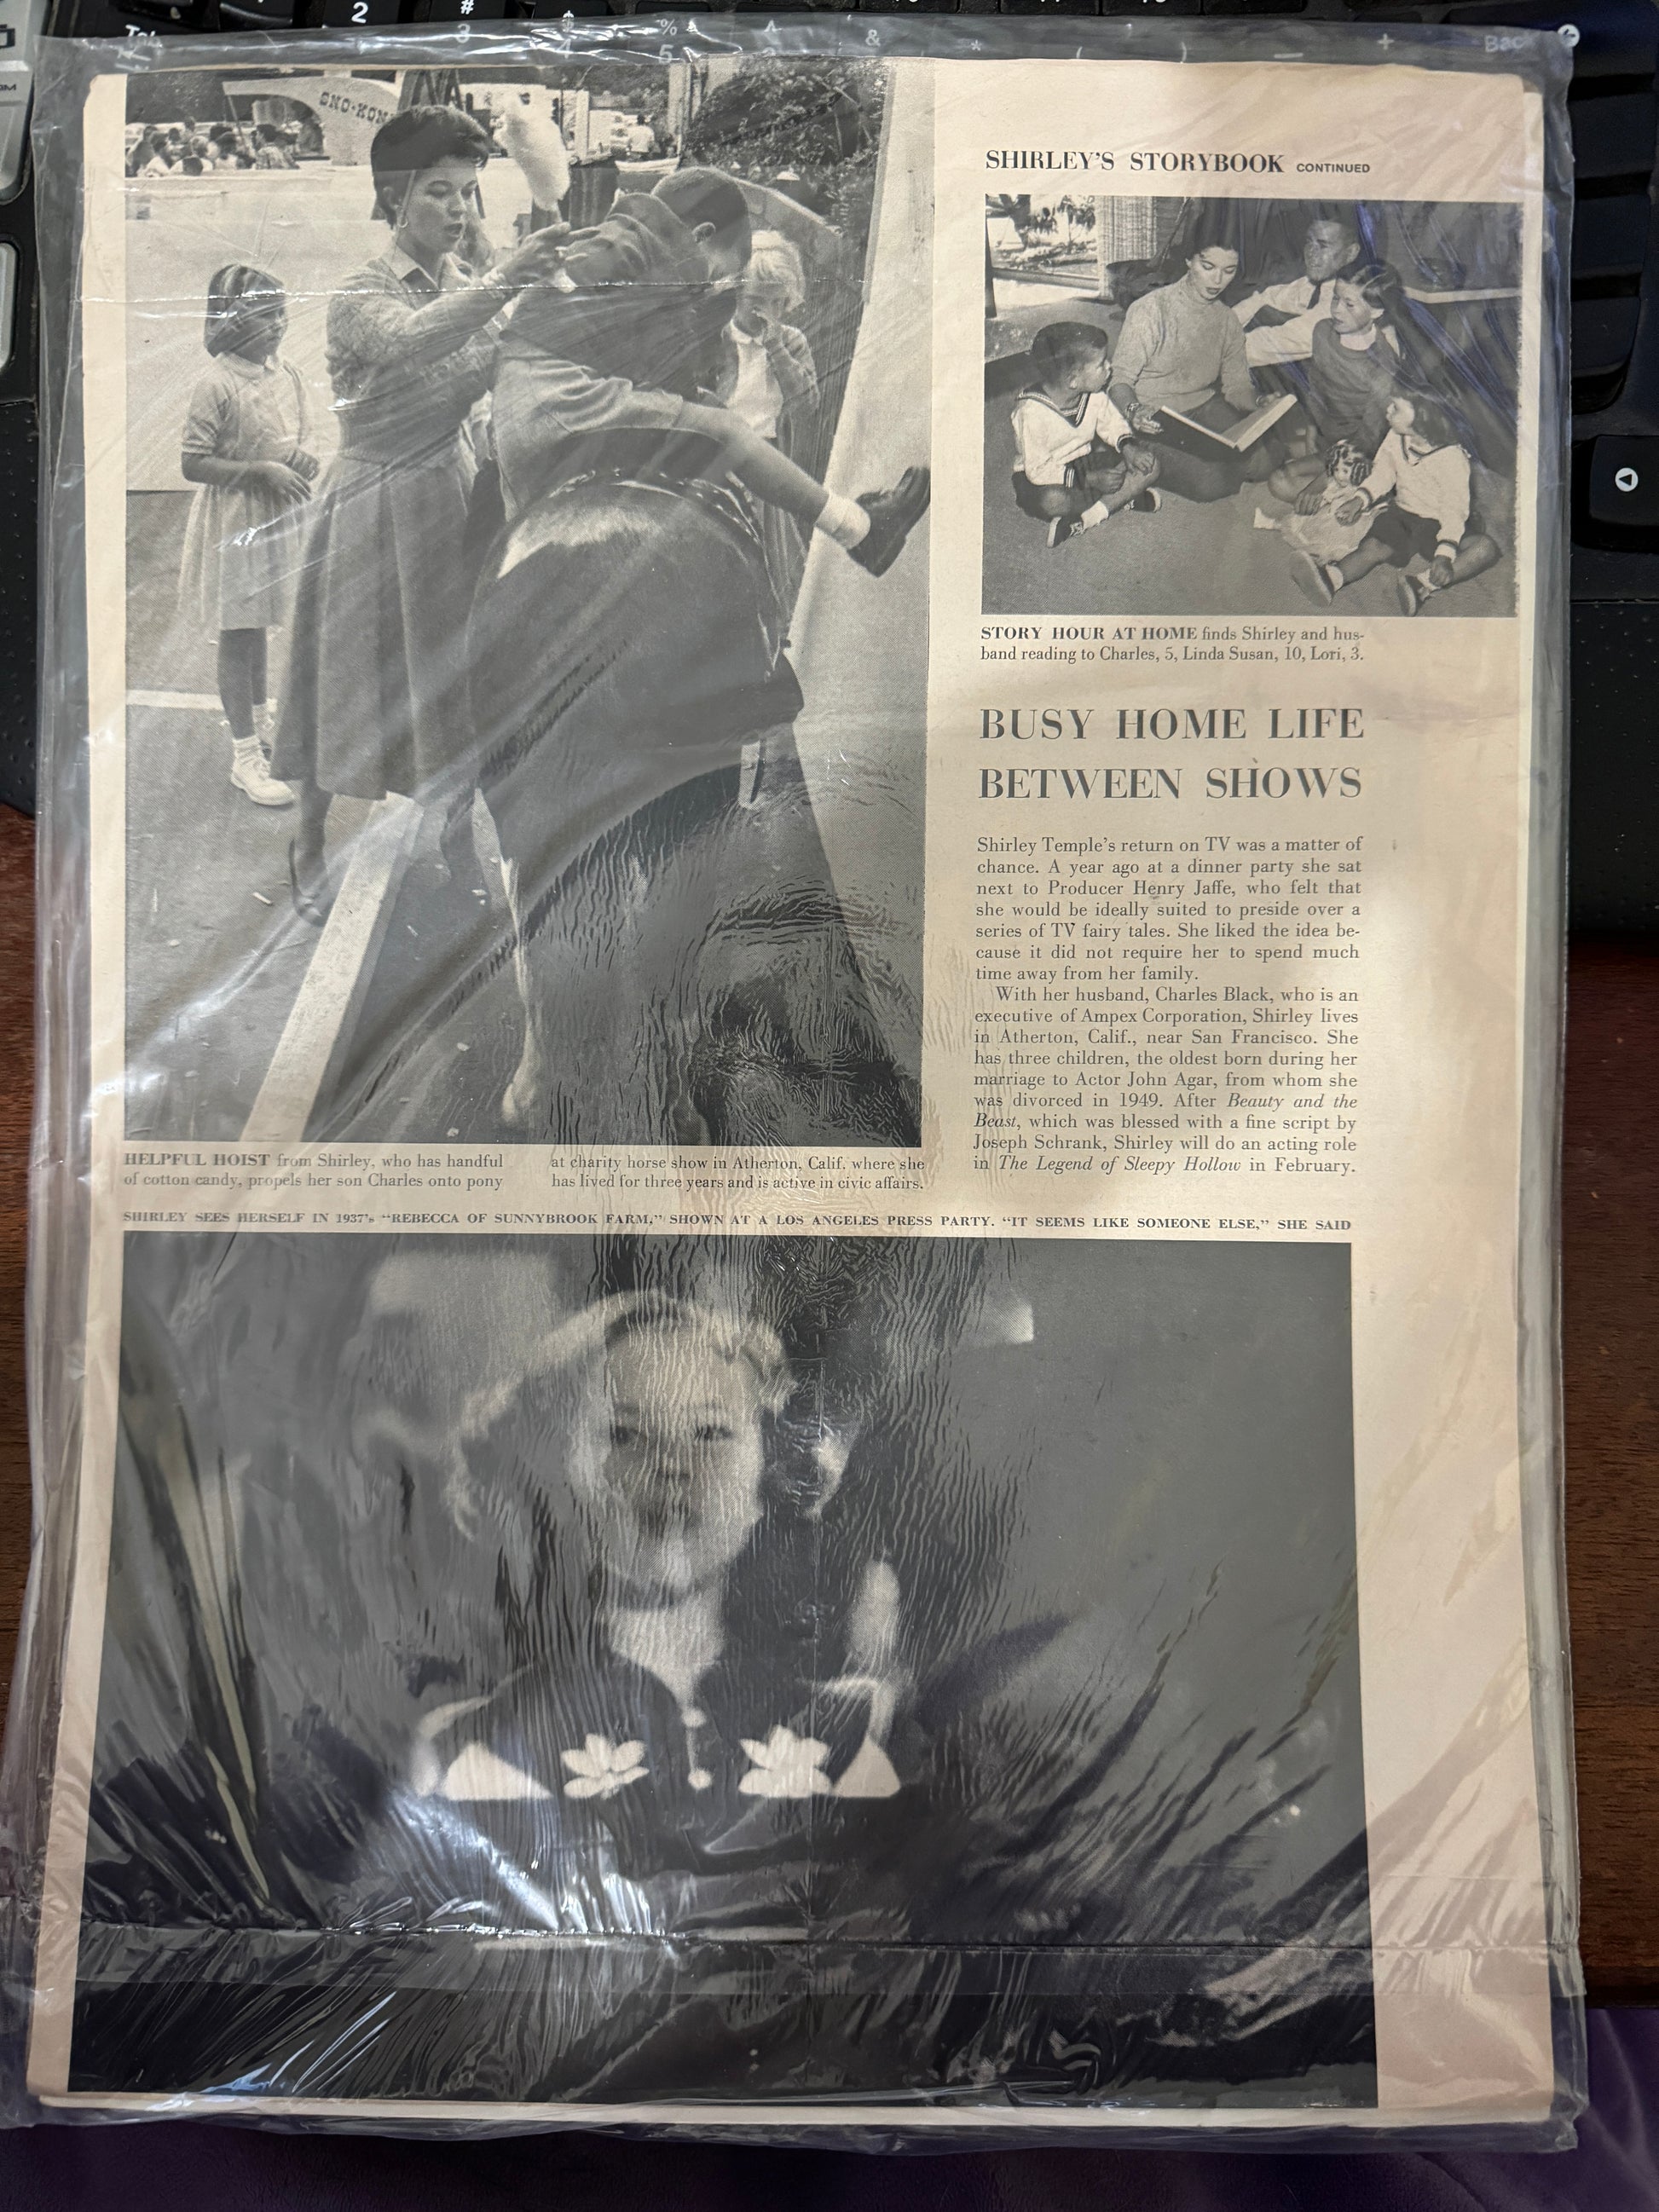 2
#
3
$
4
%
5
^
&
*
(
)
+
Bac
SNO-KON
SHIRLEY'S STORYBOOK CONTINUED
STORY HOUR AT HOME finds Shirley and hus-
band reading to Charles, 5, Linda Susan, 10, Lori, 3.
BUSY HOME LIFE
BETWEEN SHOWS
Shirley Temple's return on TV was a matter of
chance. A year ago at a dinner party she sat
next to Producer Henry Jaffe, who felt that
she would be ideally suited to preside over a
series of TV fairy tales. She liked the idea be-
cause it did not require her to spend much
time away from her family.
With her husband, Charles Black, who is an
executive of Ampex Corporation, Shirley lives
in Atherton, Calif., near San Francisco. She
has three children, the oldest born during her
marriage to Actor John Agar, from whom she
was divorced in 1949. After Beauty and the
Beast, which was blessed with a fine script by
Joseph Schrank, Shirley will do an acting role
in The Legend of Sleepy Hollow in February.
HELPFUL HOIST from Shirley, who has handful
of cotton candy, propels her son Charles onto pony
at charity horse show in Atherton, Calif. where she
has lived for three years and is active in civic affairs.
SHIRLEY SEES HERSELF IN 1937's "REBECCA OF SUNNYBROOK FARM," SHOWN AT A LOS ANGELES PRESS PARTY. "IT SEEMS LIKE SOMEONE ELSE," SHE SAID